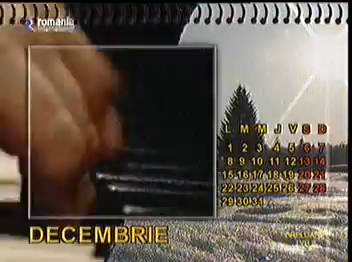 romania
international
L M M J V S D
1 2 3 4 5 6 7
8 9 10 11 12 13 14
15 16 17 18 19 20 21
22 23 24 25 26 27 28
29 30 31
DECEMBRIE